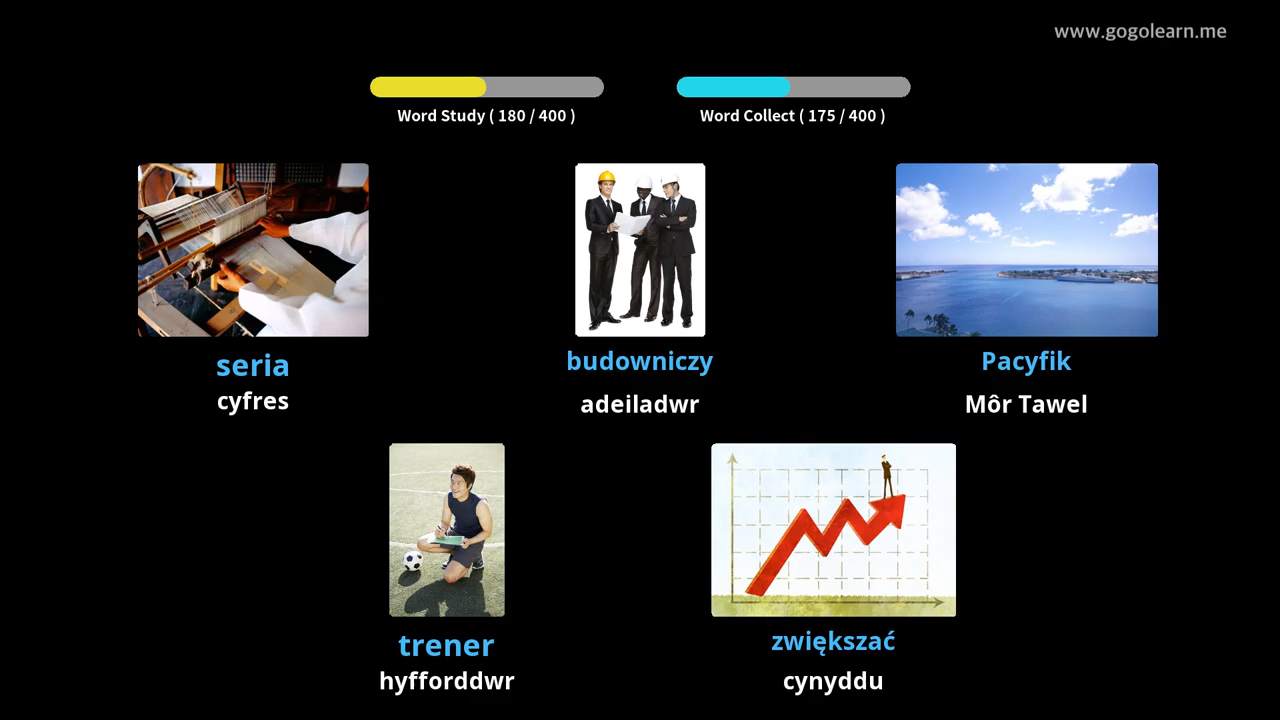 www.gogolearn.me
Word Study ( 180 / 400 )
Word Collect ( 175 / 400 )
seria
cyfres
budowniczy
adeiladwr
Pacyfik
Môr Tawel
trener
hyfforddwr
zwiększać
cynyddu